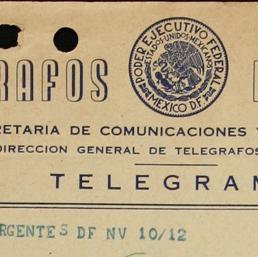 RAFOS
PODER EJECUTIVO FEDERAL
ESTADOS UNIDOS MEXICANOS
MEXICO D.F.
RETARIA DE COMUNICACIONES Y
DIRECCION GENERAL DE TELEGRAFOS
TELEGRAM
RGENTES DF NV 10/12